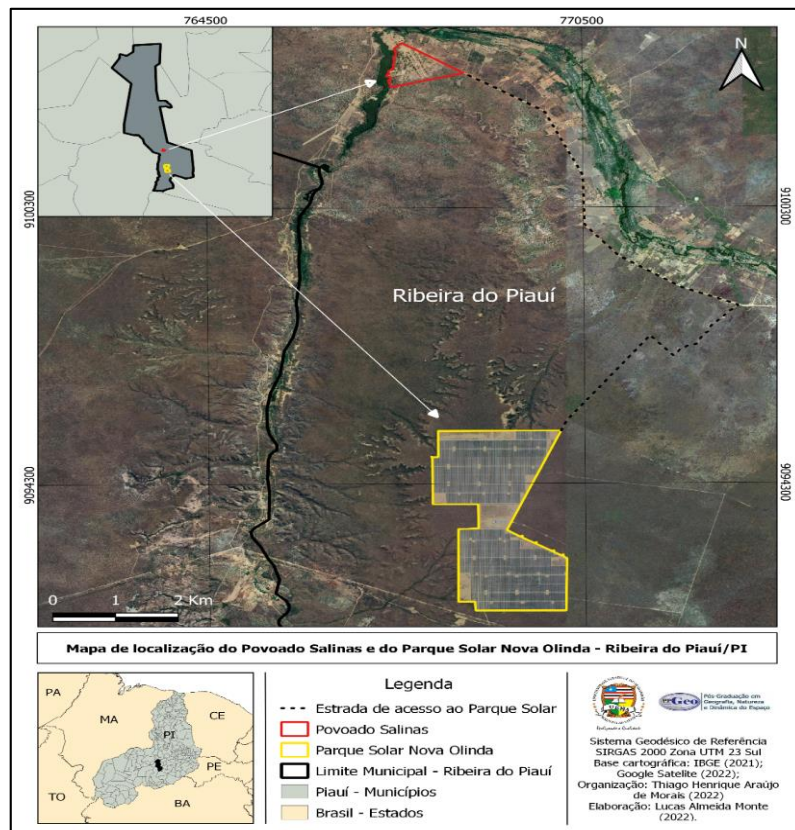 764500
770500
N
9100300
9100300
Ribeira do Piauí
9094300
9094300
0 1 2 Km
Mapa de localização do Povoado Salinas e do Parque Solar Nova Olinda - Ribeira do Piauí/PI
PA
MA
CE
PI
PE
TO
BA
Legenda
Estrada de acesso ao Parque Solar
Povoado Salinas
Parque Solar Nova Olinda
Limite Municipal - Ribeira do Piauí
Piauí - Municípios
Brasil - Estados
Geo
Pós Graduação em
Geografia, Natureza
e Dinâmica do Espaço
Sistema Geodésico de Referência
SIRGAS 2000 Zona UTM 23 Sul
Base cartográfica: IBGE (2021);
Google Satelite (2022);
Organização: Thiago Henrique Araújo
de Morais (2022)
Elaboração: Lucas Almeida Monte
(2022).